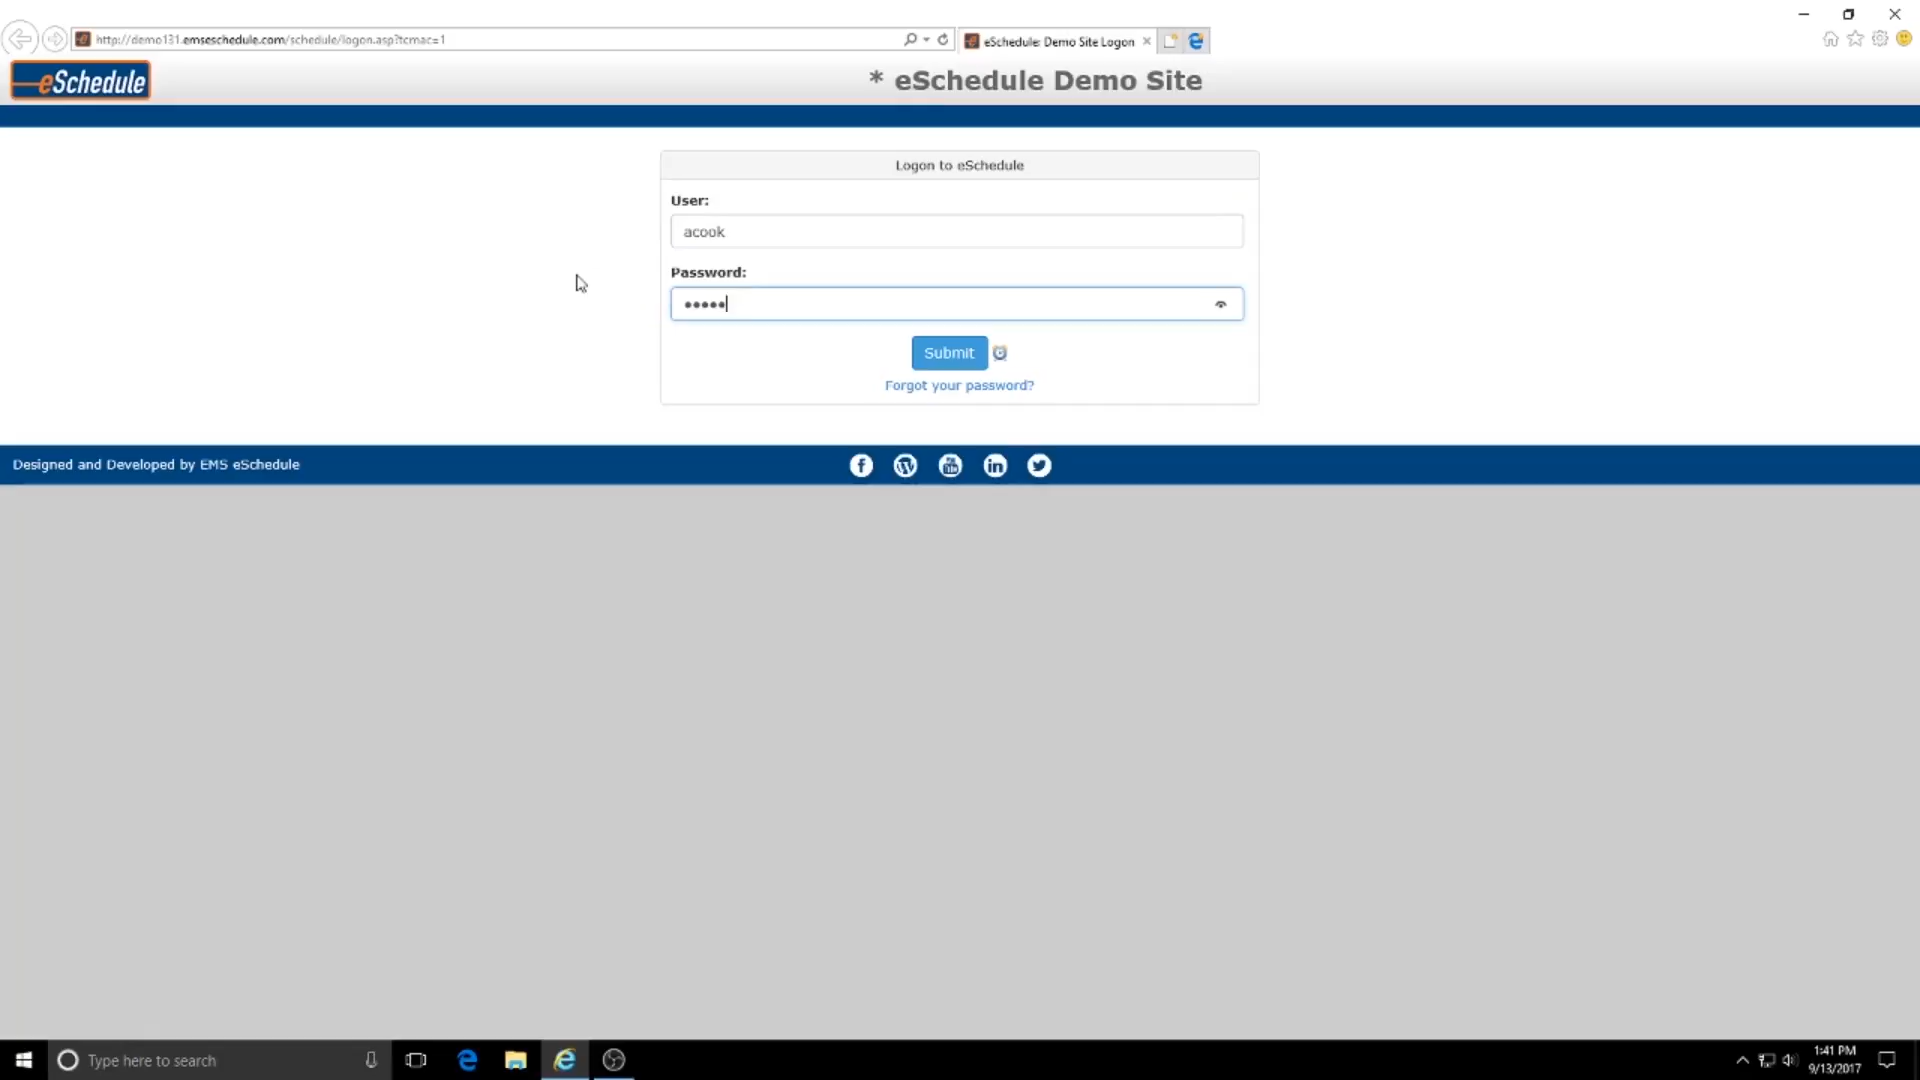 http://demo131.emseschedule.com/schedule/logon.asp?tcmac=1
eSchedule: Demo Site Logon
eSchedule
* eSchedule Demo Site
Logon to eSchedule
User:
acook
Password:
•••••
Submit
Forgot your password?
Designed and Developed by EMS eSchedule
Type here to search
1:41 PM
9/13/2017